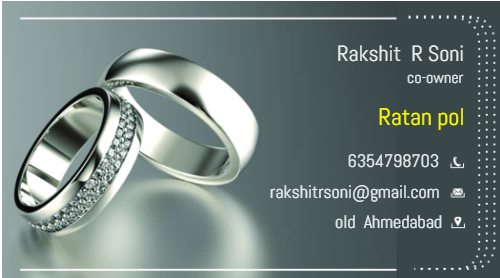 Rakshit R Soni
co-owner
Ratan pol
6354798703
rakshitrsoni@gmail.com
old Ahmedabad